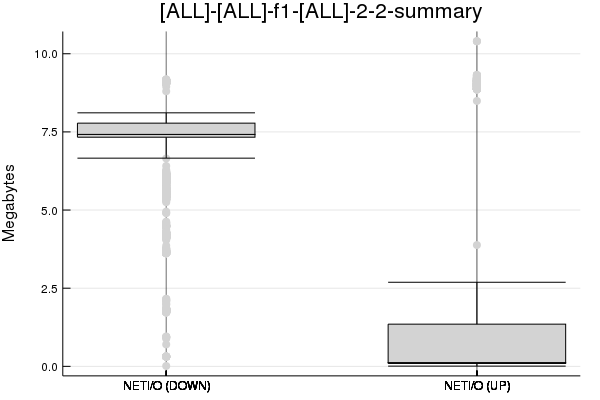 [ALL]-[ALL]-f1-[ALL]-2-2-summary
Megabytes
10.0
7.5
5.0
2.5
0.0
NETI/O (DOWN)
NETI/O (UP)